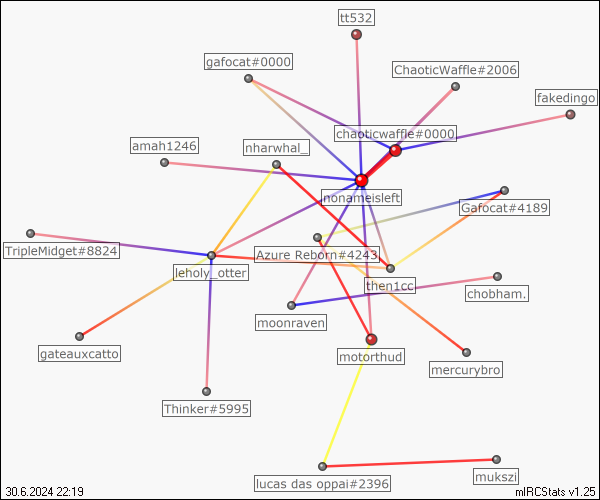 tt532
gafocat#0000
ChaoticWaffle#2006
fakedingo
chaoticwaffle#0000
amah1246
nharwhal_
nonameisleft
Gafocat#4189
TripleMidget#8824
Azure Reborn#4243
leholy_otter
then1cc
chobham.
moonraven
gateauxcatto
motorthud
mercurybro
Thinker#5995
lucas das oppai#2396
mukszi
30.6.2024 22:19
mIRCStats v1.25